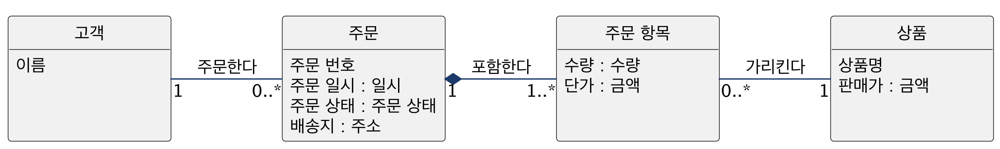 고객
이름
주문한다
1
0..*
주문
주문 번호
주문 일시 : 일시
주문 상태 : 주문 상태
배송지 : 주소
포함한다
1
1..*
주문 항목
수량 : 수량
단가 : 금액
가리킨다
0..*
1
상품
상품명
판매가 : 금액